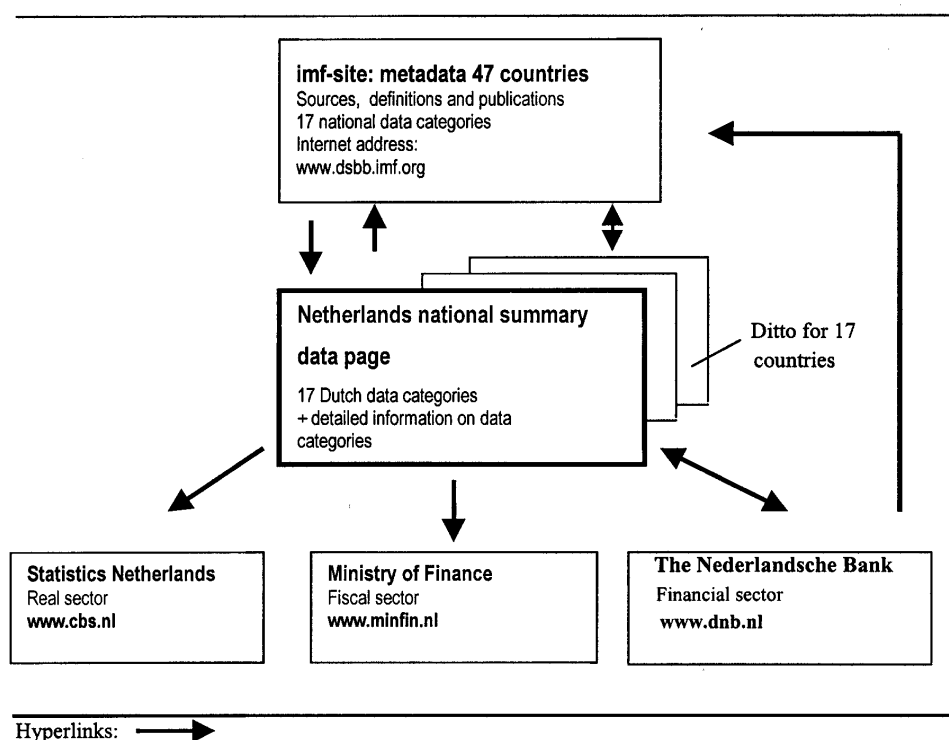 imf-site: metadata 47 countries
Sources, definitions and publications
17 national data categories
Internet address:
www.dsbb.imf.org
Netherlands national summary
data page
17 Dutch data categories
+ detailed information on data
categories
Ditto for 17
countries
Statistics Netherlands
Real sector
www.cbs.nl
Ministry of Finance
Fiscal sector
www.minfin.nl
The Nederlandsche Bank
Financial sector
www.dnb.nl
Hyperlinks: